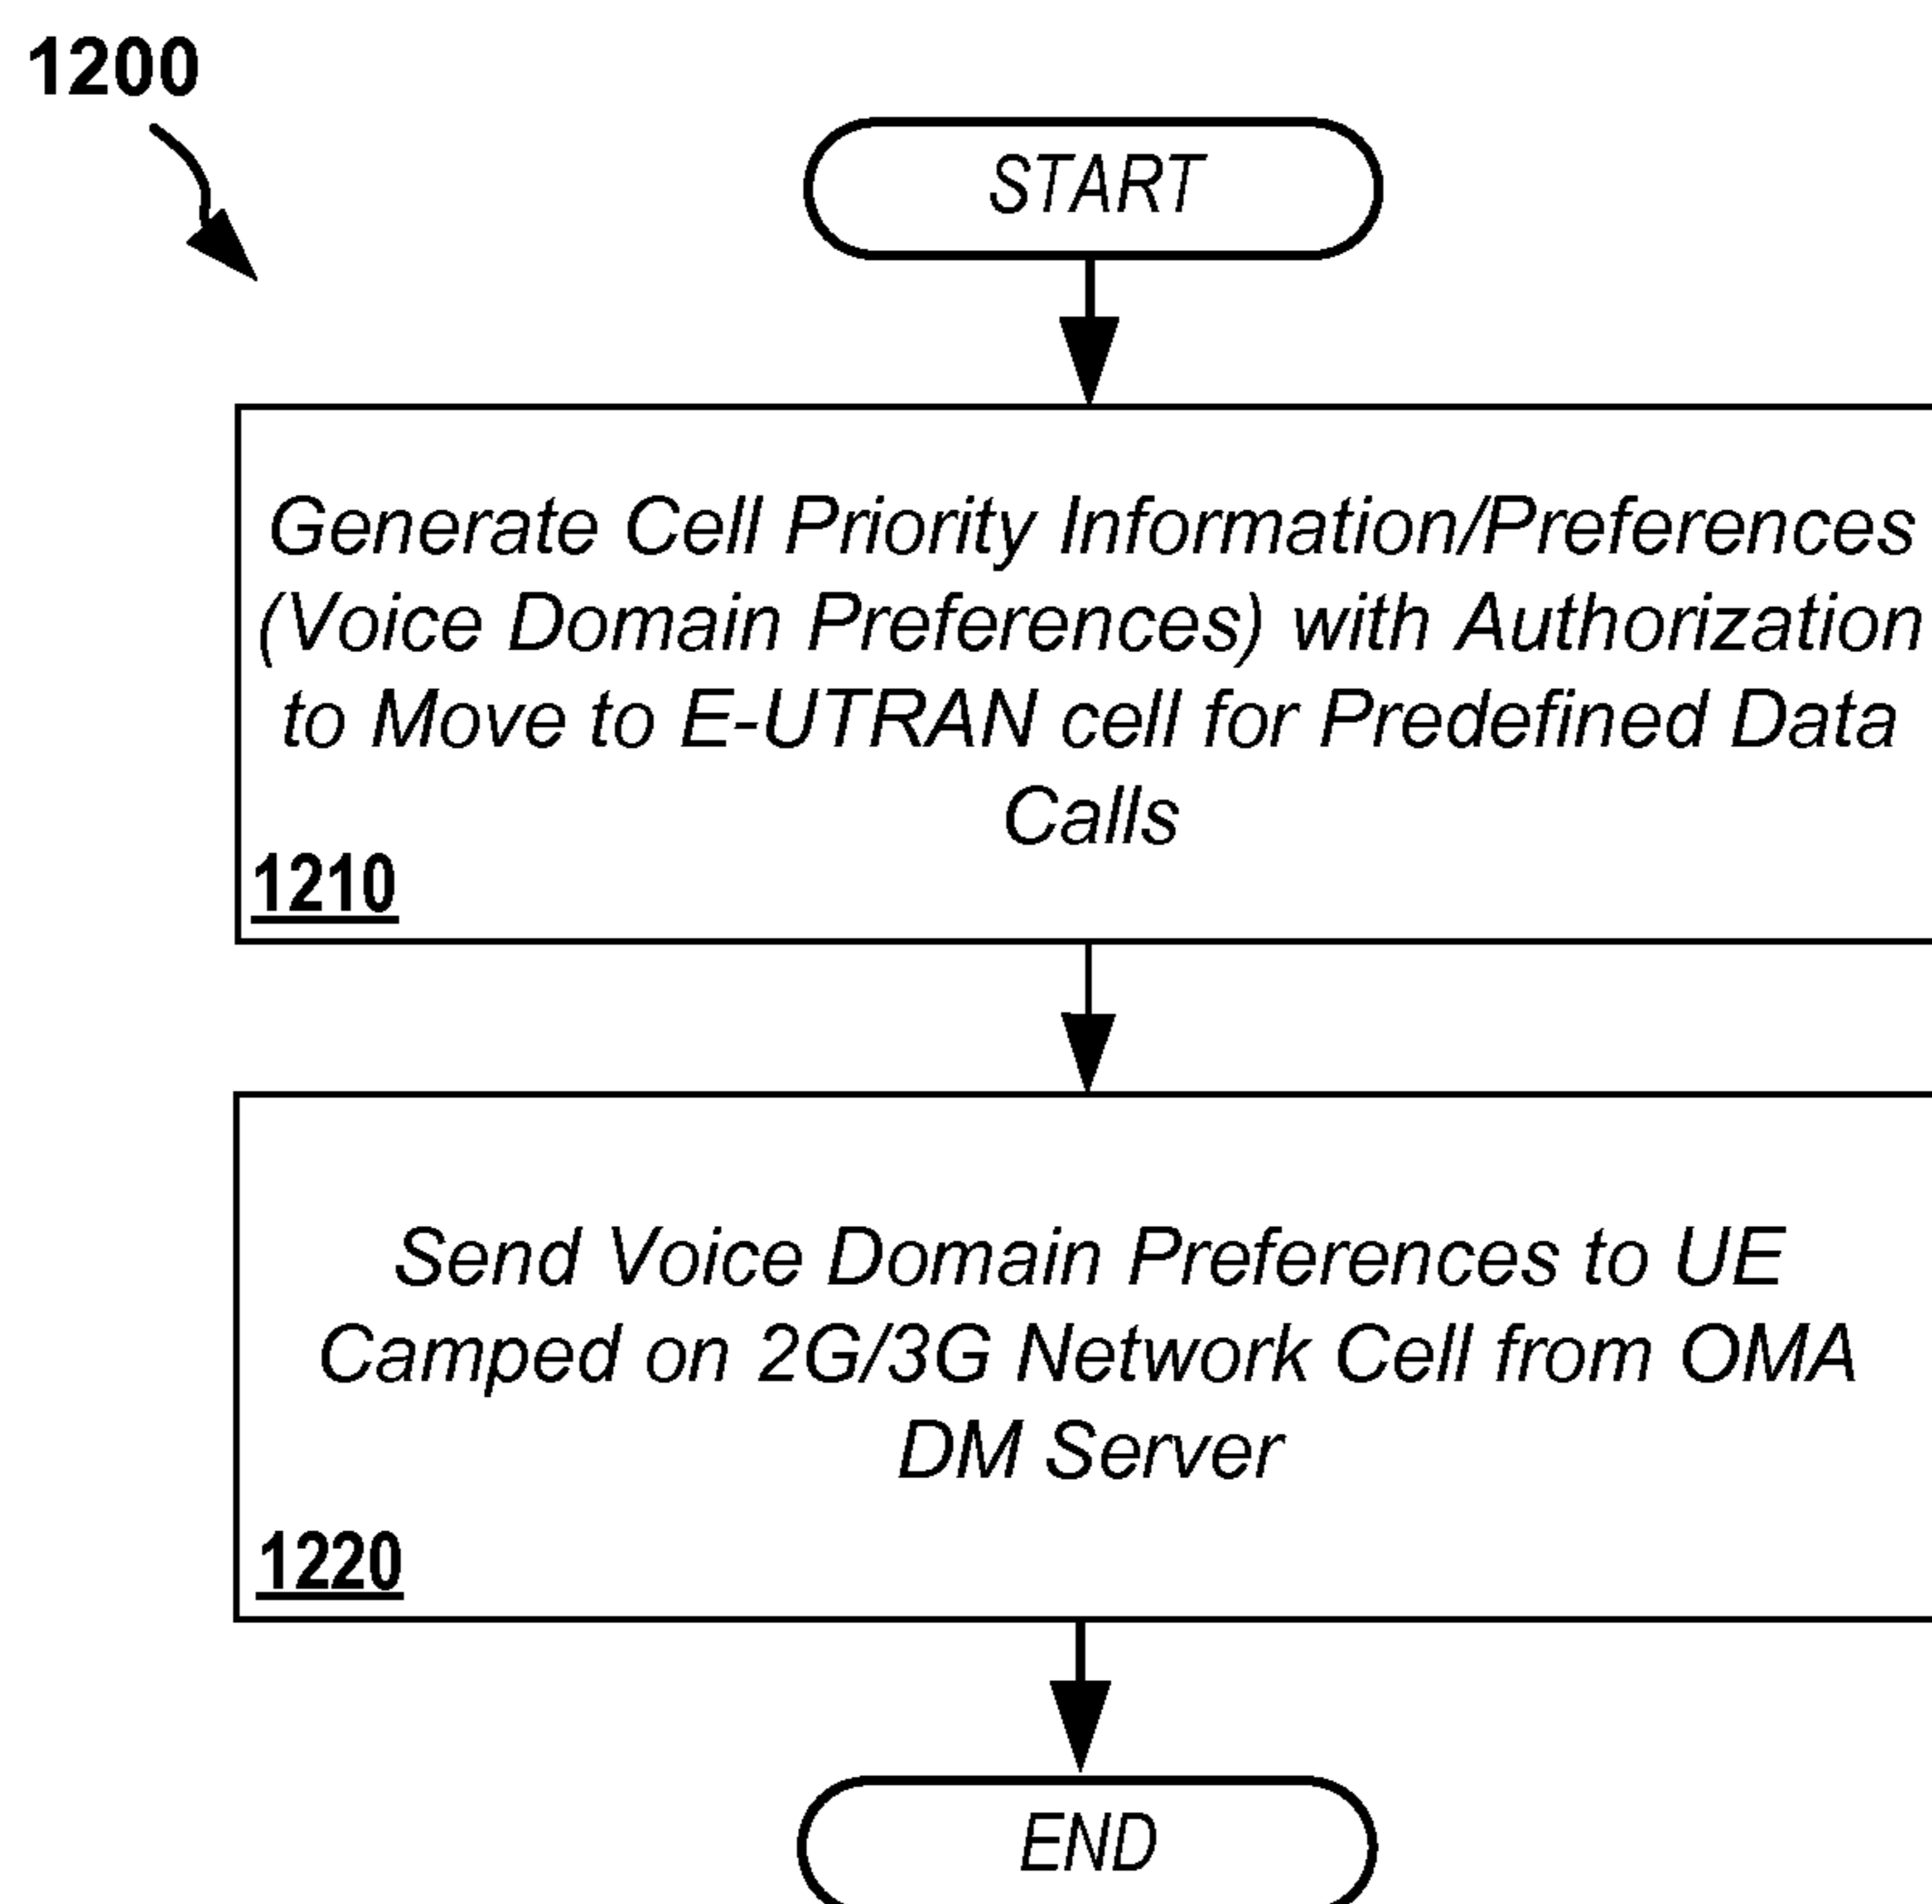 1200
START
Generate Cell Priority Information/Preferences
(Voice Domain Preferences) with Authorization
to Move to E-UTRAN cell for Predefined Data
Calls
1210
Send Voice Domain Preferences to UE
Camped on 2G/3G Network Cell from OMA
DM Server
1220
END